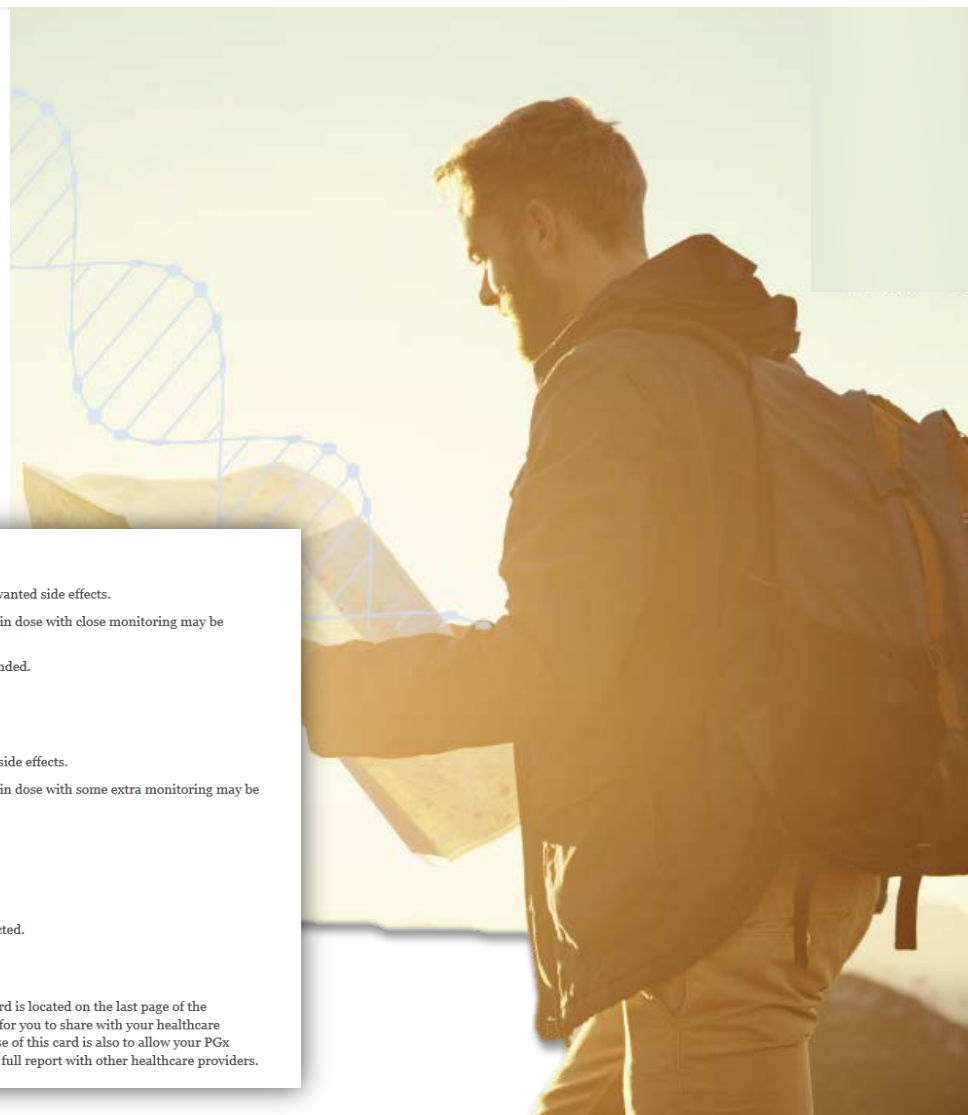 wanted side effects.
in dose with close monitoring may be
nded.
side effects.
in dose with some extra monitoring may be
cted.
rd is located on the last page of the
for you to share with your healthcare
se of this card is also to allow your PGx
full report with other healthcare providers.